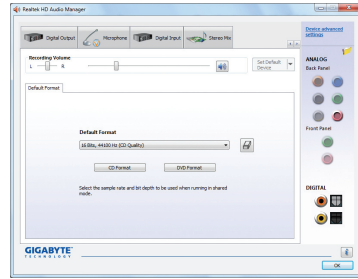 Realtek HD Audio Manager
Digital Output
Microphone
Digital Input
Stereo Mix
Device advanced
settings
Recording Volume
L
R
Set Default
Device
ANALOG
Back Panel
Default Format
Default Format
16 Bits, 44100 Hz (CD Quality)
CD Format
DVD Format
Select the sample rate and bit depth to be used when running in shared
mode.
Front Panel
DIGITAL
GIGABYTE
TECHNOLOGY
i
OK